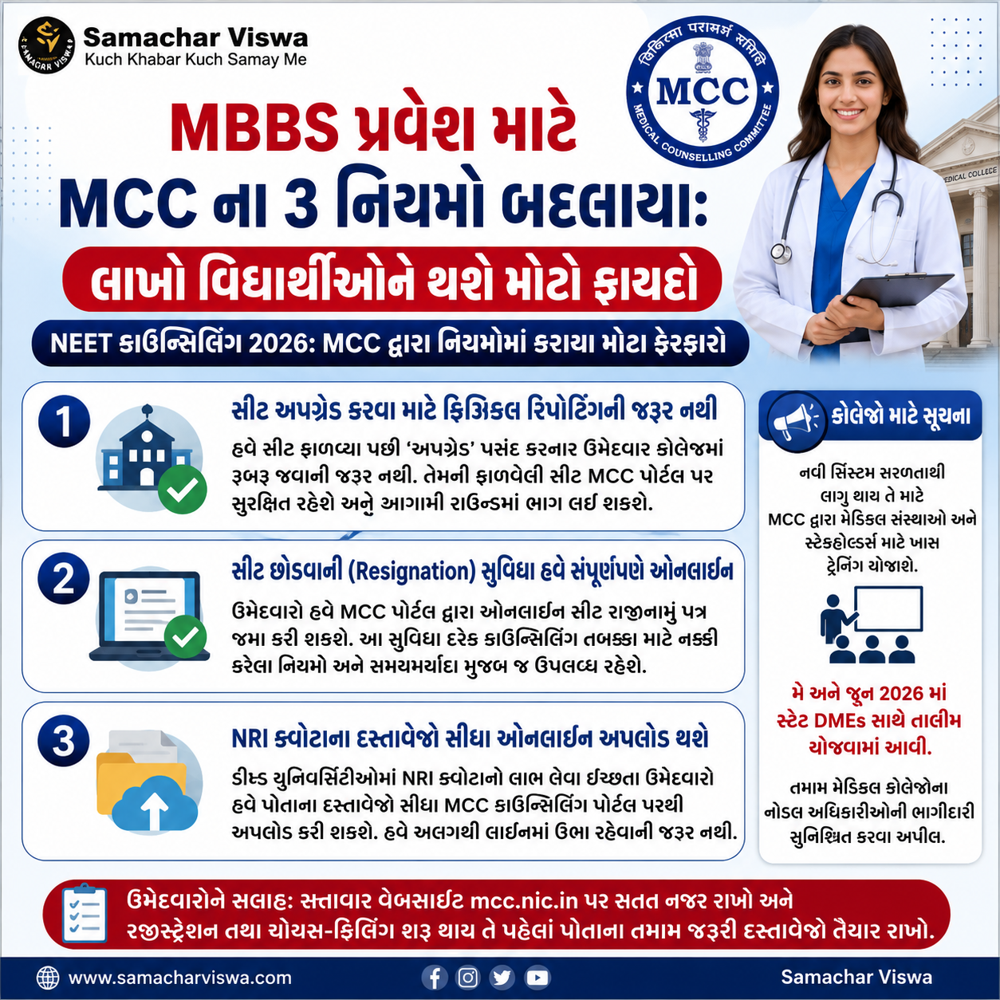 Samachar Viswa
Kuch Khabar Kuch Samay Me
MCC
MEDICAL COUNSELLING COMMITTEE
MEDICAL COLLEGE
MBBS પ્રવેશ માટે
MCC ના 3 નિયમો બદલાયા:
લાખો વિદ્યાર્થીઓને થશે મોટો ફાયદો
NEET કાઉન્સિલિંગ 2026: MCC દ્વારા નિયમોમાં કરાયા મોટા ફેરફારો
1
સીટ અપગ્રેડ કરવા માટે ફિઝિકલ રિપોર્ટિંગની જરૂર નથી
હવે સીટ ફાળવ્યા પછી ‘અપગ્રેડ’ પસંદ કરનાર ઉમેદવાર કોલેજમાં
રૂબરૂ જવાની જરૂર નથી. તેમની ફાળવેલી સીટ MCC પોર્ટલ પર
સુરક્ષિત રહેશે અને આગામી રાઉન્ડમાં ભાગ લઈ શકશે.
2
સીટ છોડવાની (Resignation) સુવિધા હવે સંપૂર્ણપણે ઓનલાઈન
ઉમેદવારો હવે MCC પોર્ટલ દ્વારા ઓનલાઈન સીટ રાજીનામું પત્ર
જમા કરી શકશે. આ સુવિધા દરેક કાઉન્સિલિંગ તબક્કા માટે નક્કી
કરેલા નિયમો અને સમયમર્યાદા મુજબ જ ઉપલબ્ધ રહેશે.
3
NRI ક્વોટાના દસ્તાવેજો સીધા ઓનલાઈન અપલોડ થશે
ડીમ્ડ યુનિવર્સિટીઓમાં NRI ક્વોટાનો લાભ લેવા ઈચ્છતા ઉમેદવારો
હવે પોતાના દસ્તાવેજો સીધા MCC કાઉન્સિલિંગ પોર્ટલ પરથી
અપલોડ કરી શકશે. હવે અલગથી લાઈનમાં ઉભા રહેવાની જરૂર નથી.
કોલેજો માટે સૂચના
નવી સિસ્ટમ સરળતાથી
લાગુ થાય તે માટે
MCC દ્વારા મેડિકલ સંસ્થાઓ અને
સ્ટેકહોલ્ડર્સ માટે ખાસ
ટ્રેનિંગ યોજાશે.
મે અને જૂન 2026 માં
સ્ટેટ DMEs સાથે તાલીમ
યોજવામાં આવી.
તમામ મેડિકલ કોલેજોના
નોડલ અધિકારીઓની ભાગીદારી
સુનિશ્ચિત કરવા અપીલ.
ઉમેદવારોને સલાહ: સત્તાવાર વેબસાઈટ mcc.nic.in પર સતત નજર રાખો અને
રજીસ્ટ્રેશન તથા ચોયસ-ફિલિંગ શરૂ થાય તે પહેલાં પોતાના તમામ જરૂરી દસ્તાવેજો તૈયાર રાખો.
www.samacharviswa.com
Samachar Viswa